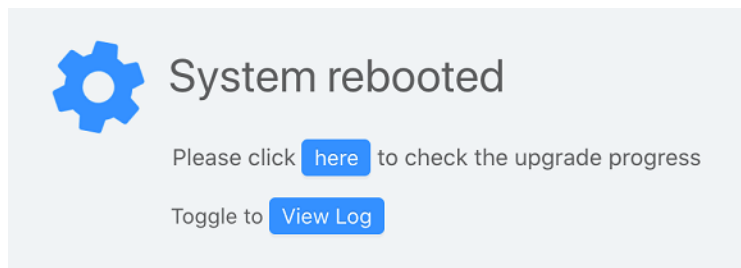 System rebooted
Please click here to check the upgrade progress
Toggle to View Log